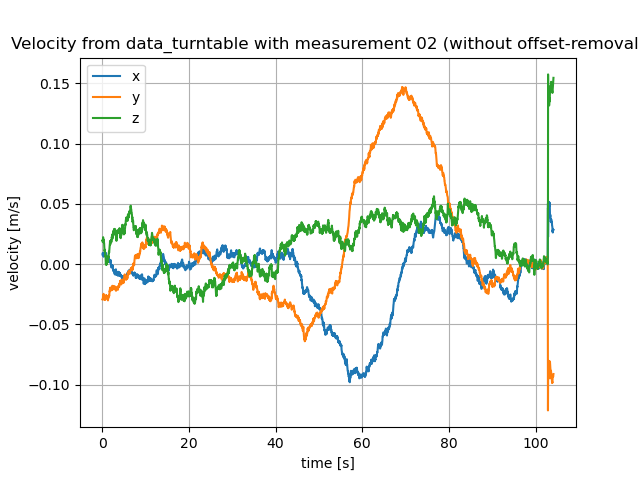 Velocity from data_turntable with measurement 02 (without offset-removal
x
y
z
0.15
0.10
0.05
0.00
−0.05
−0.10
velocity [m/s]
0
20
40
60
80
100
time [s]